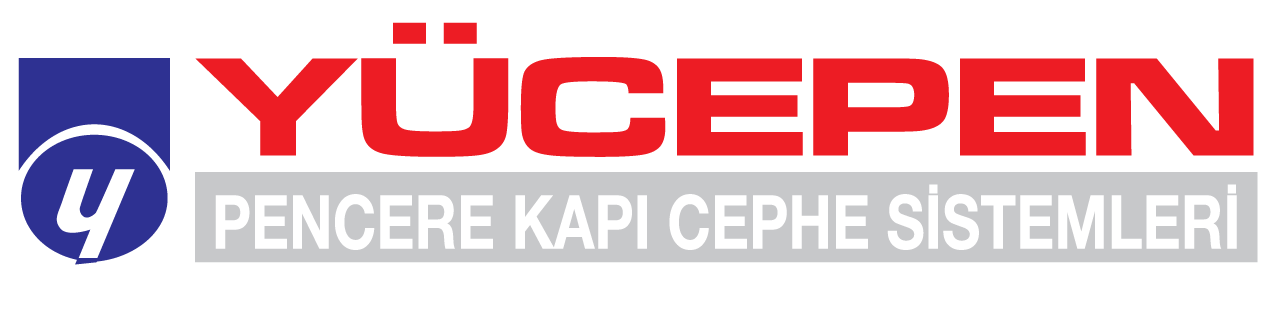 YÜCEPEN
y
PENCERE KAPI CEPHE SİSTEMLERİ